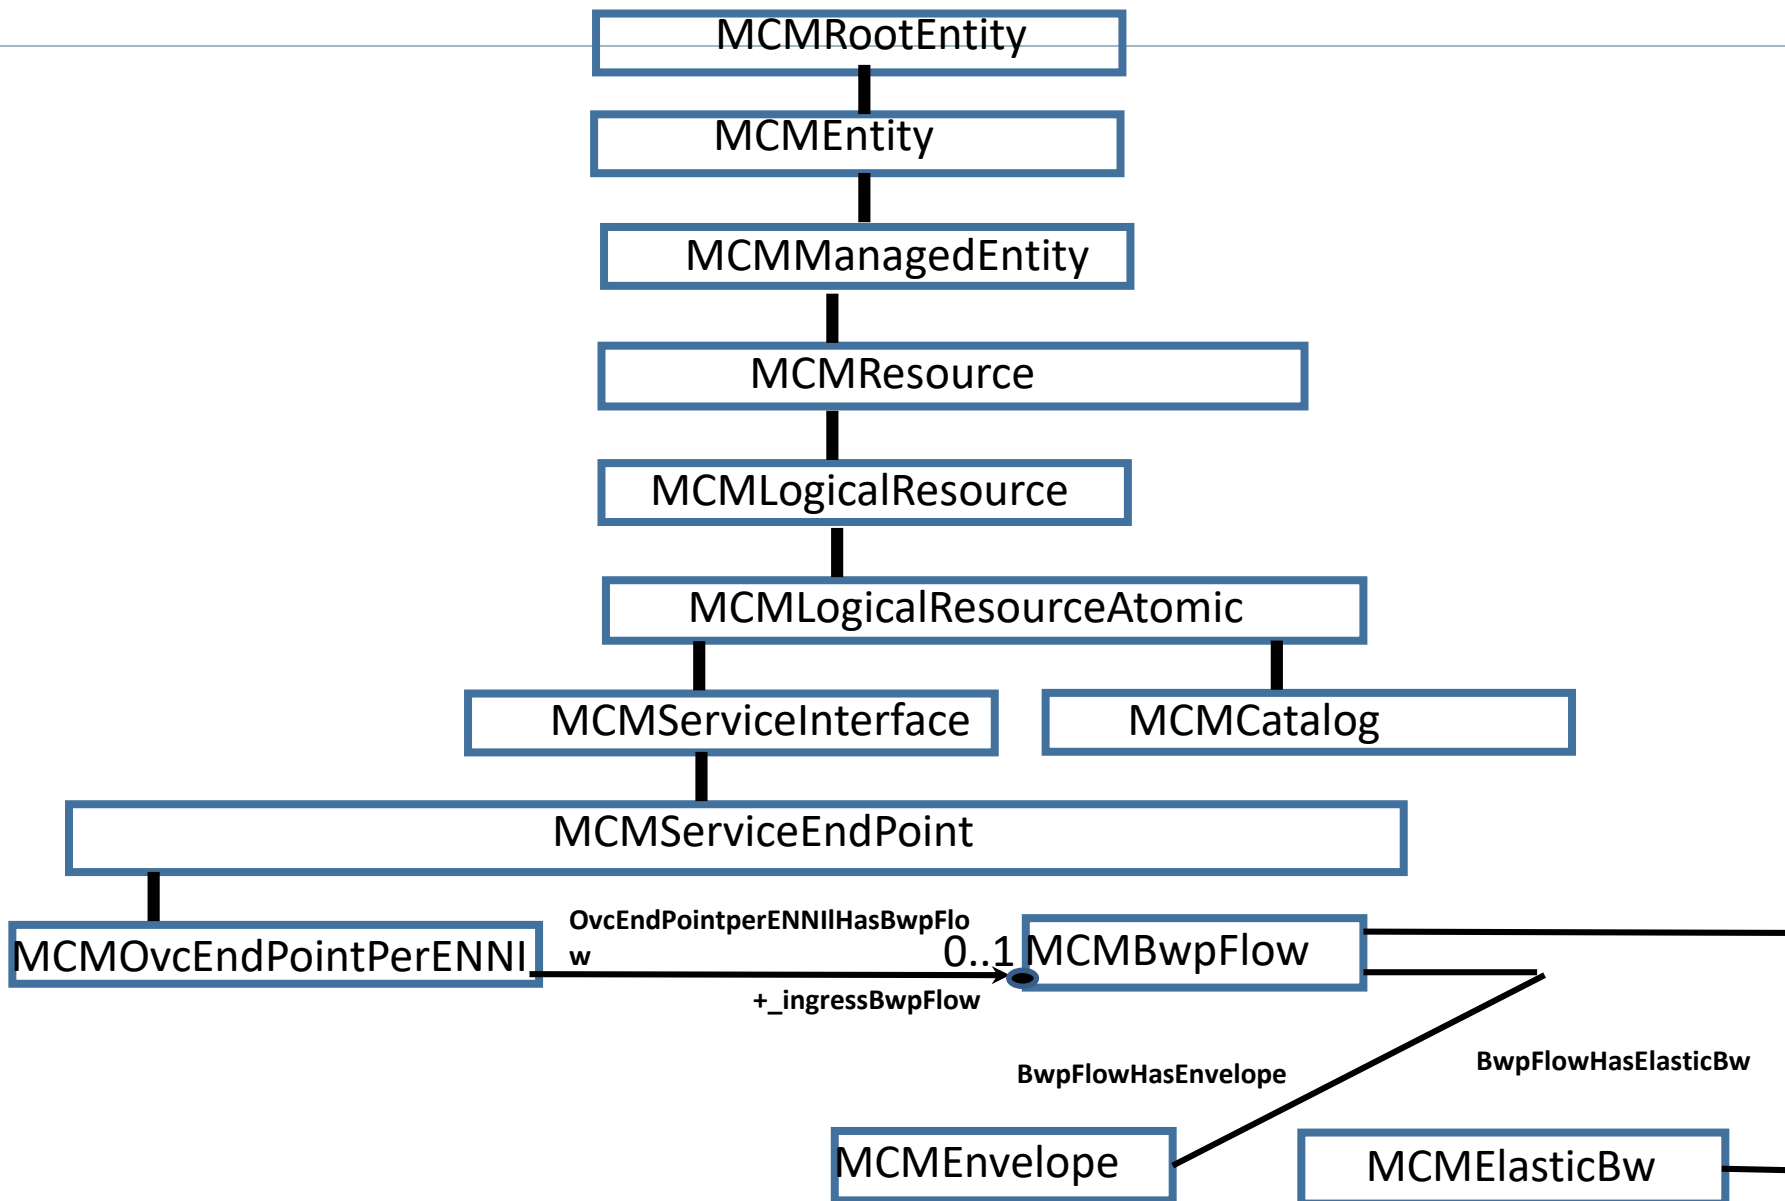 MCMRootEntity
MCMEntity
MCMManagedEntity
MCMResource
MCMLogicalResource
MCMLogicalResourceAtomic
MCMServiceInterface
MCMCatalog
MCMServiceEndPoint
MCMOvcEndPointPerENNI
OvcEndPointperENNIlHasBwpFlo
w
0..1
MCMBwpFlow
+_ingressBwpFlow
BwpFlowHasEnvelope
BwpFlowHasElasticBw
MCMEnvelope
MCMElasticBw